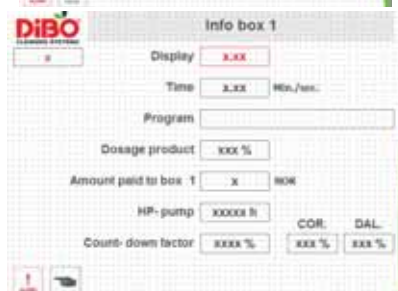 DiBO Info box 1
CLEANING SYSTEMS
x Display x.xx
Time x.xx Min./sec.
Program
Dosage product xxx %
Amount paid to box 1 x NOK
HP- pump xxxxx h
COR. DAL.
Count- down factor xxxx % xxx % xxx %
!